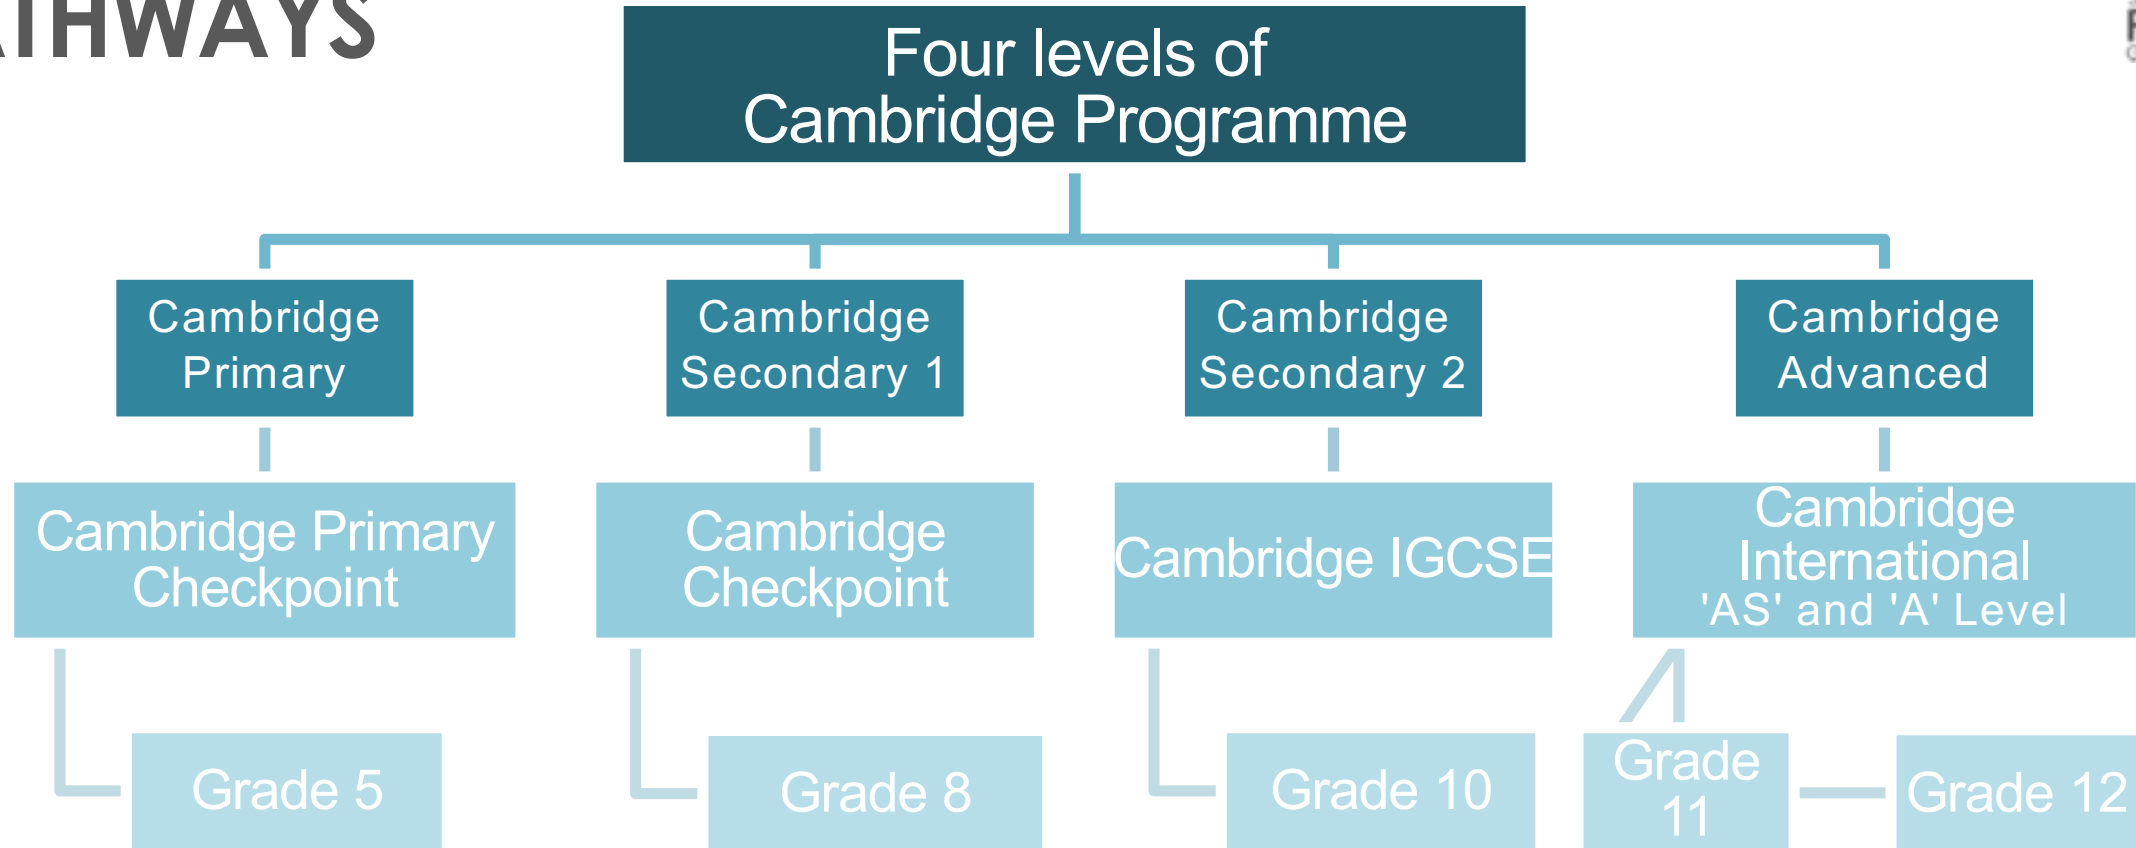 Four levels of
Cambridge Programme
Cambridge
Primary
Cambridge
Secondary 1
Cambridge
Secondary 2
Cambridge
Advanced
Cambridge Primary
Checkpoint
Cambridge
Checkpoint
Cambridge IGCSE
Cambridge
International
'AS' and 'A' Level
Grade 5
Grade 8
Grade 10
Grade
11
Grade 12